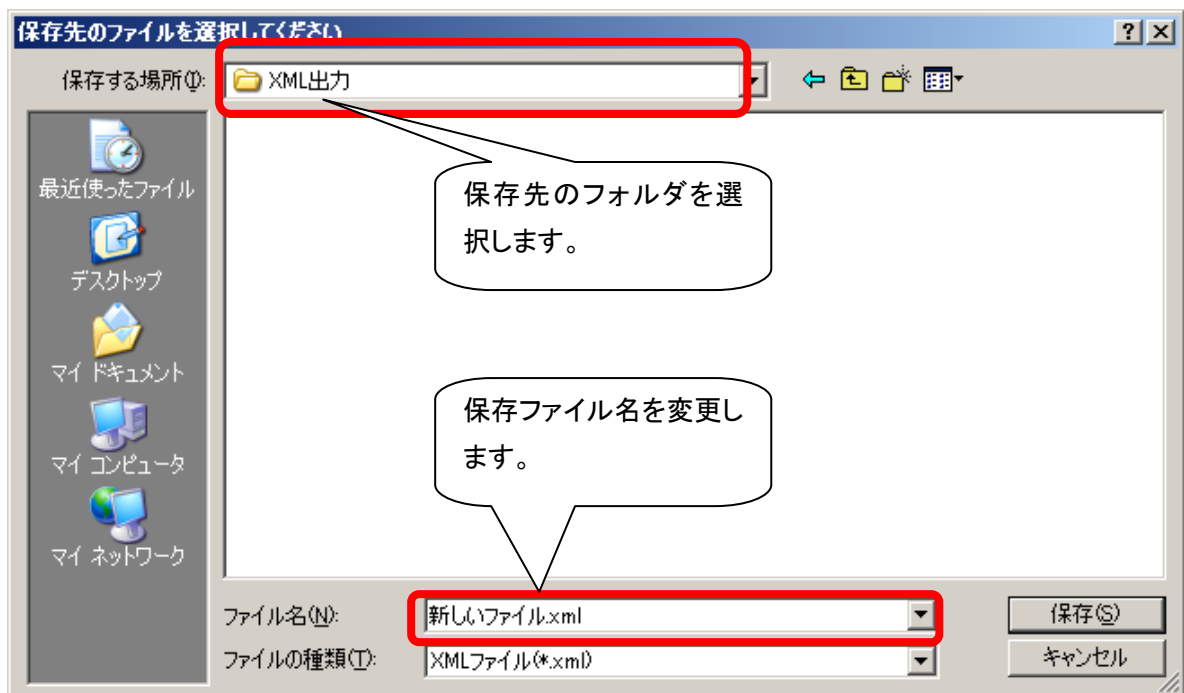 保存先のファイルを選択してください
保存する場所(I):
XML出力
最近使ったファイル
デスクトップ
マイ ドキュメント
マイ コンピュータ
マイ ネットワーク
保存先のフォルダを選
択します。
保存ファイル名を変更し
ます。
ファイル名(N):
新しいファイル.xml
保存(S)
ファイルの種類(T):
XMLファイル(*.xml)
キャンセル